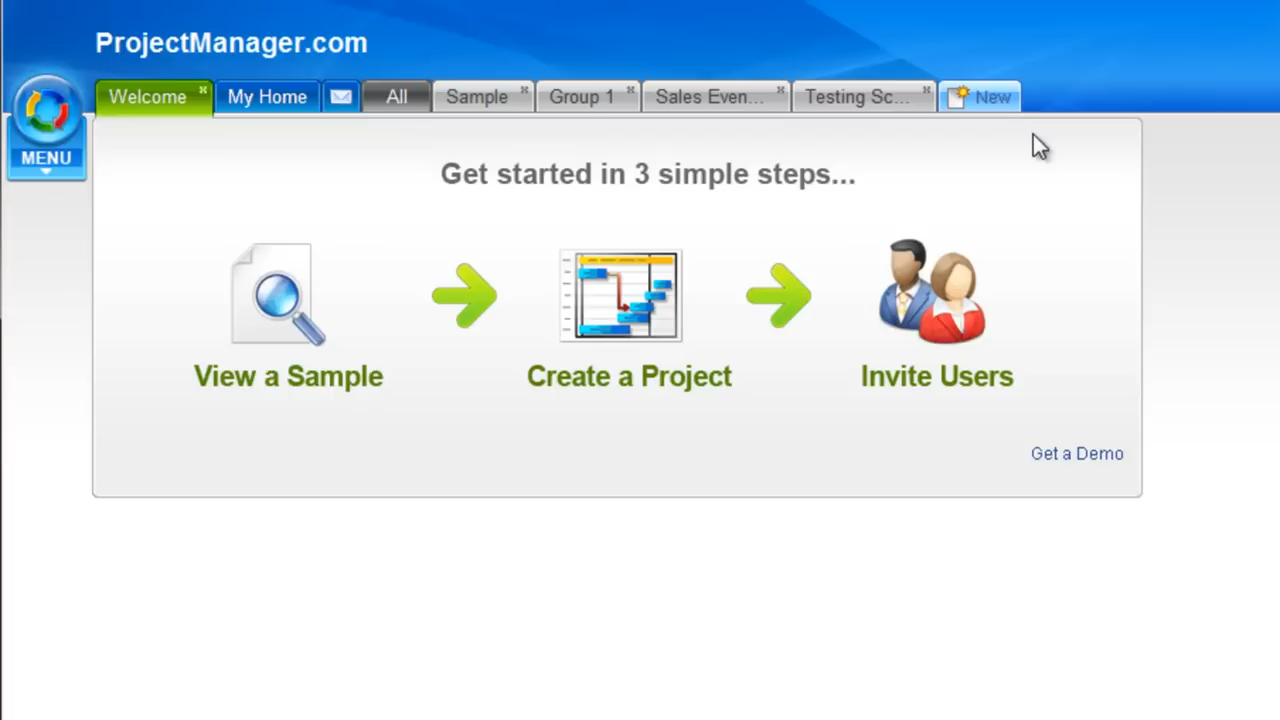 ProjectManager.com
Welcome My Home All Sample Group 1 Sales Even... Testing Sc... New
MENU
Get started in 3 simple steps...
View a Sample Create a Project Invite Users
Get a Demo